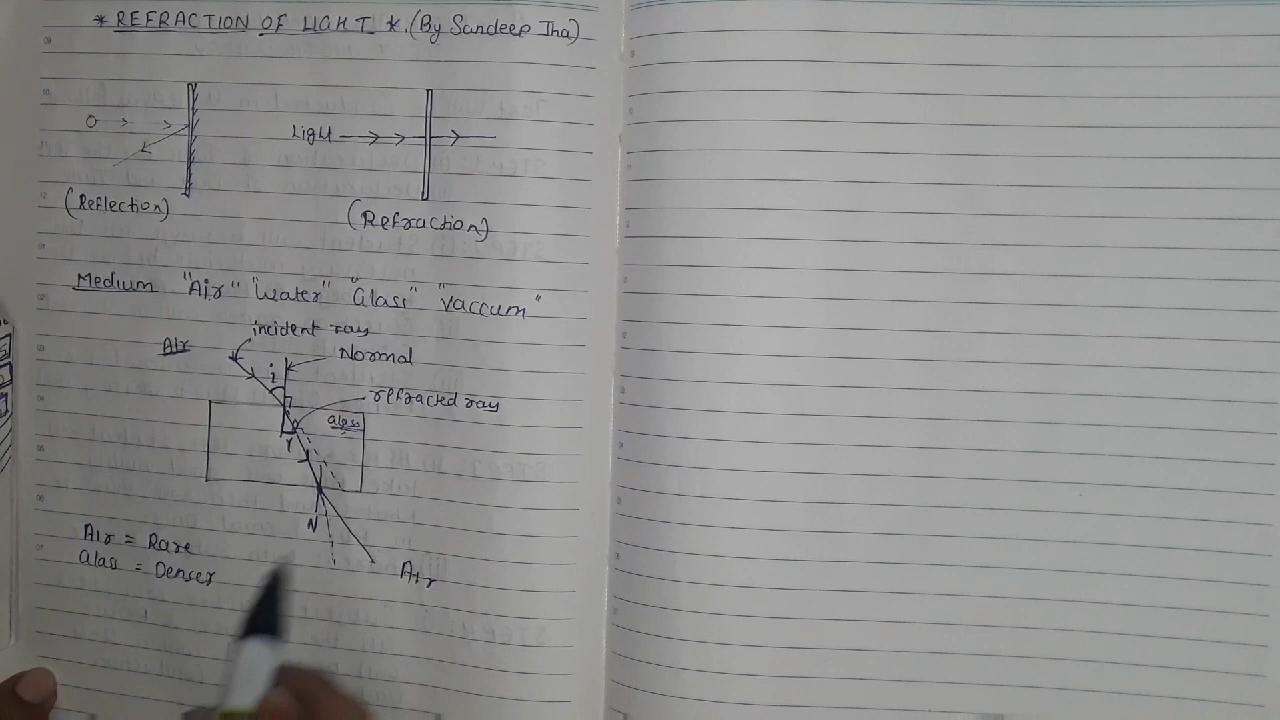 * REFRACTION OF LIGHT *. (By Sandeep Jha)
O
Light
(Reflection)
(Refraction)
Medium "Air" "Water" "Glass" "Vaccum"
incident ray
Air
Normal
i
refracted ray
Glass
r
N
Air = Rare
Glass = Denser
Air